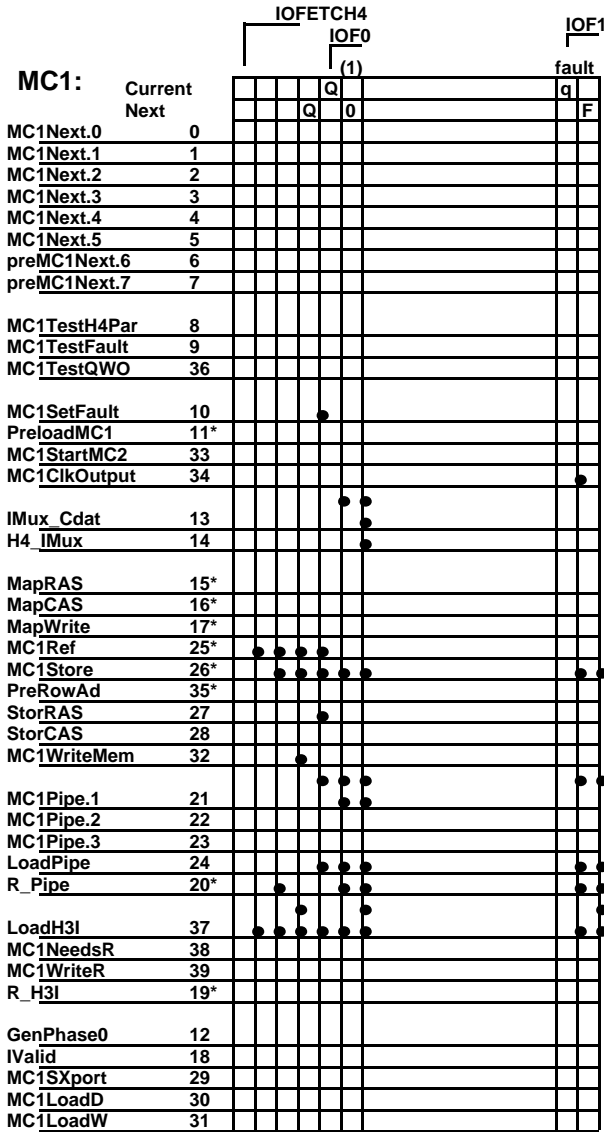 IOFETCH4
IOF0
IOF1
(1)
fault
MC1: Current Q q
Next Q 0 F
MC1Next.0 0
MC1Next.1 1
MC1Next.2 2
MC1Next.3 3
MC1Next.4 4
MC1Next.5 5
preMC1Next.6 6
preMC1Next.7 7
MC1TestH4Par 8
MC1TestFault 9
MC1TestQWO 36
MC1SetFault 10
PreloadMC1 11*
MC1StartMC2 33
MC1ClkOutput 34
IMux_Cdat 13
H4_IMux 14
MapRAS 15*
MapCAS 16*
MapWrite 17*
MC1Ref 25*
MC1Store 26*
PreRowAd 35*
StorRAS 27
StorCAS 28
MC1WriteMem 32
MC1Pipe.1 21
MC1Pipe.2 22
MC1Pipe.3 23
LoadPipe 24
R_Pipe 20*
LoadH3I 37
MC1NeedsR 38
MC1WriteR 39
R_H3I 19*
GenPhase0 12
IValid 18
MC1SXport 29
MC1LoadD 30
MC1LoadW 31